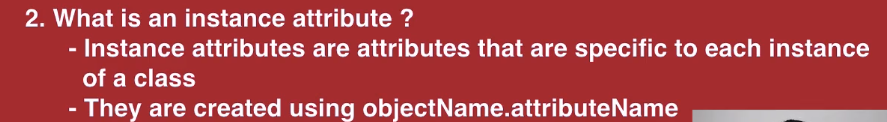 2. What is an instance attribute ?
- Instance attributes are attributes that are specific to each instance
of a class
- They are created using objectName.attributeName